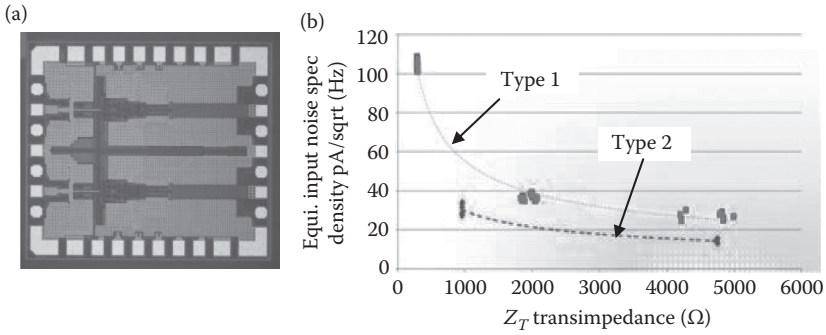 (a)
(b)
Equi. input noise spec
density pA/sqrt (Hz)
120
100
80
60
40
20
0
Type 1
Type 2
0 1000 2000 3000 4000 5000 6000
Z_T transimpedance (Ω)